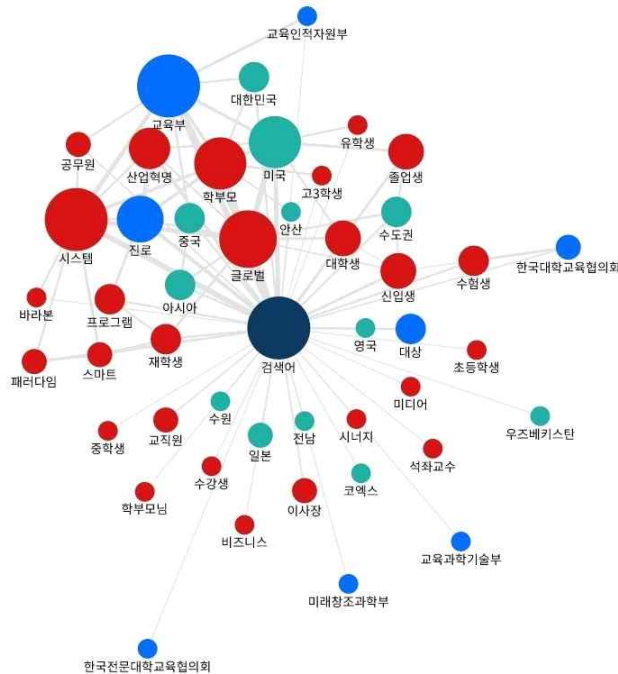 교육인적자원부
대한민국
교육부
유학생
공무원
산업혁명
미국
졸업생
학부모
고3학생
안산
중국
수도권
시스템
진로
글로벌
대학생
한국대학교육협의회
수험생
신입생
바라본
프로그램
아시아
영국
대상
검색어
초등학생
패러다임
스마트
재학생
미디어
수원
우즈베키스탄
중학생
교직원
일본
전남
시너지
석좌교수
수강생
코엑스
학부모님
이사장
비즈니스
교육과학기술부
미래창조과학부
한국전문대학교육협의회